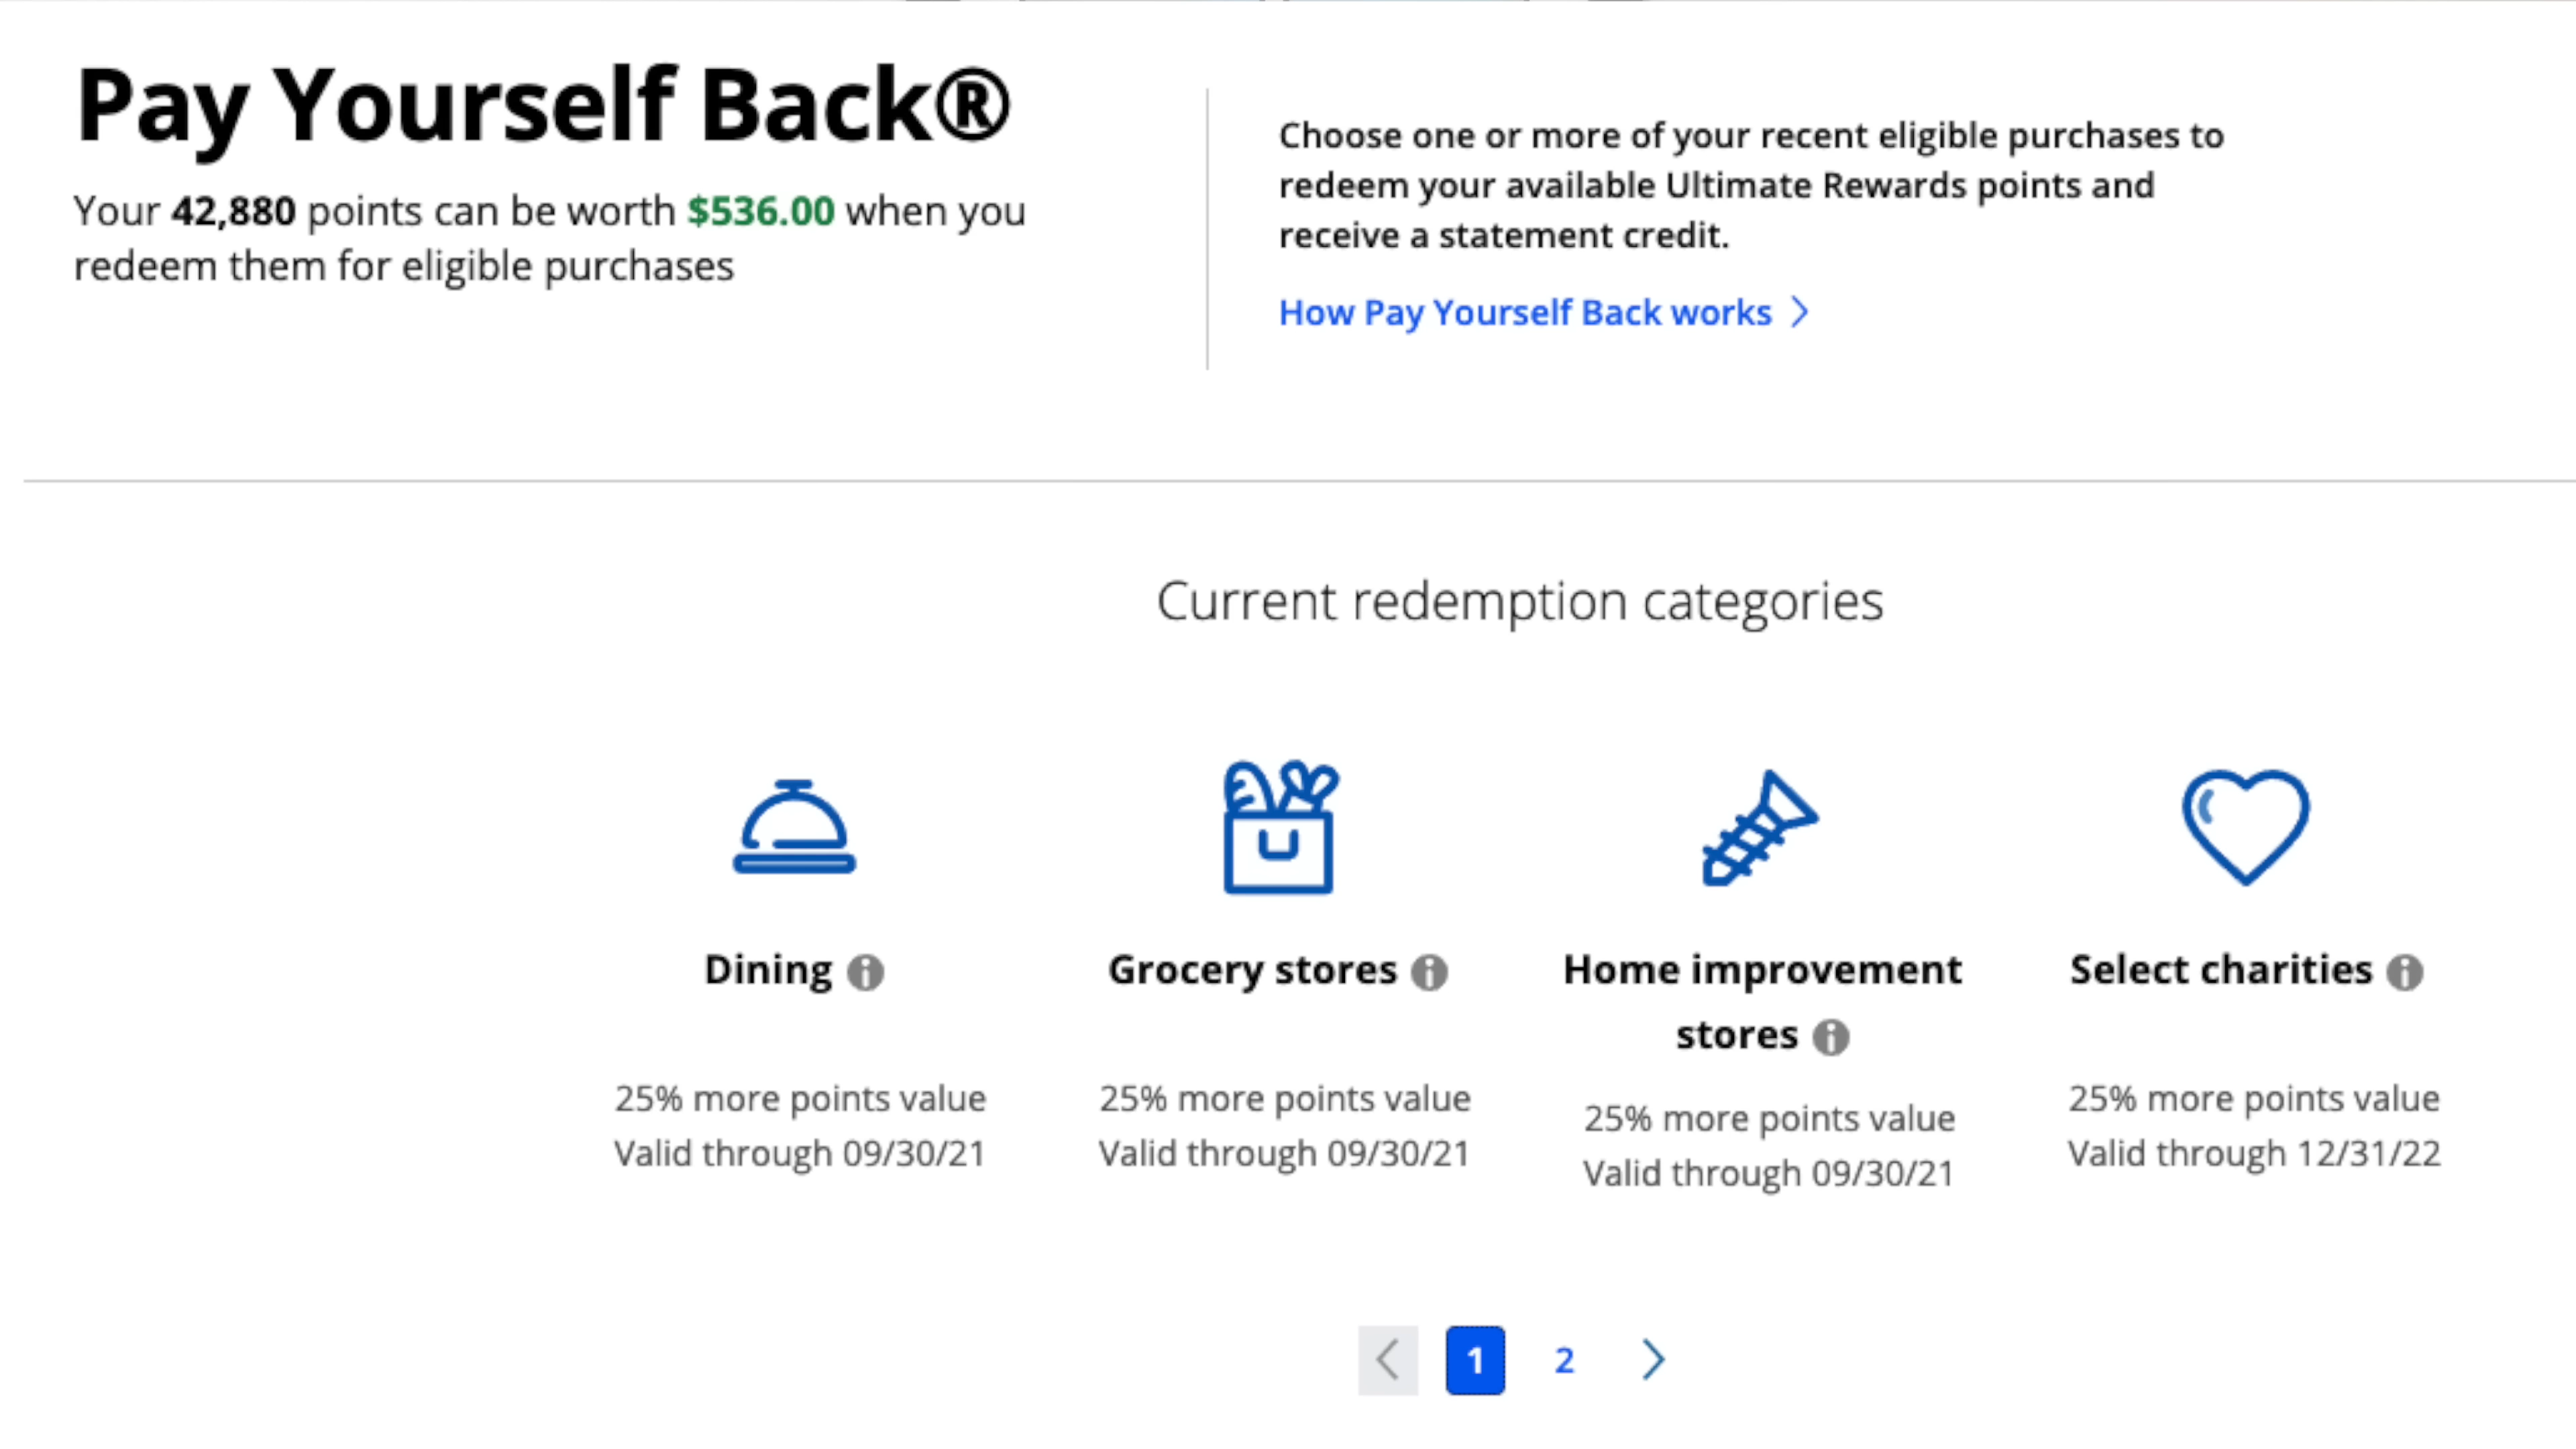 Pay Yourself Back®
Your 42,880 points can be worth $536.00 when you
redeem them for eligible purchases
Choose one or more of your recent eligible purchases to
redeem your available Ultimate Rewards points and
receive a statement credit.
How Pay Yourself Back works
Current redemption categories
Dining
25% more points value
Valid through 09/30/21
Grocery stores
25% more points value
Valid through 09/30/21
Home improvement
stores
25% more points value
Valid through 09/30/21
Select charities
25% more points value
Valid through 12/31/22
1 2